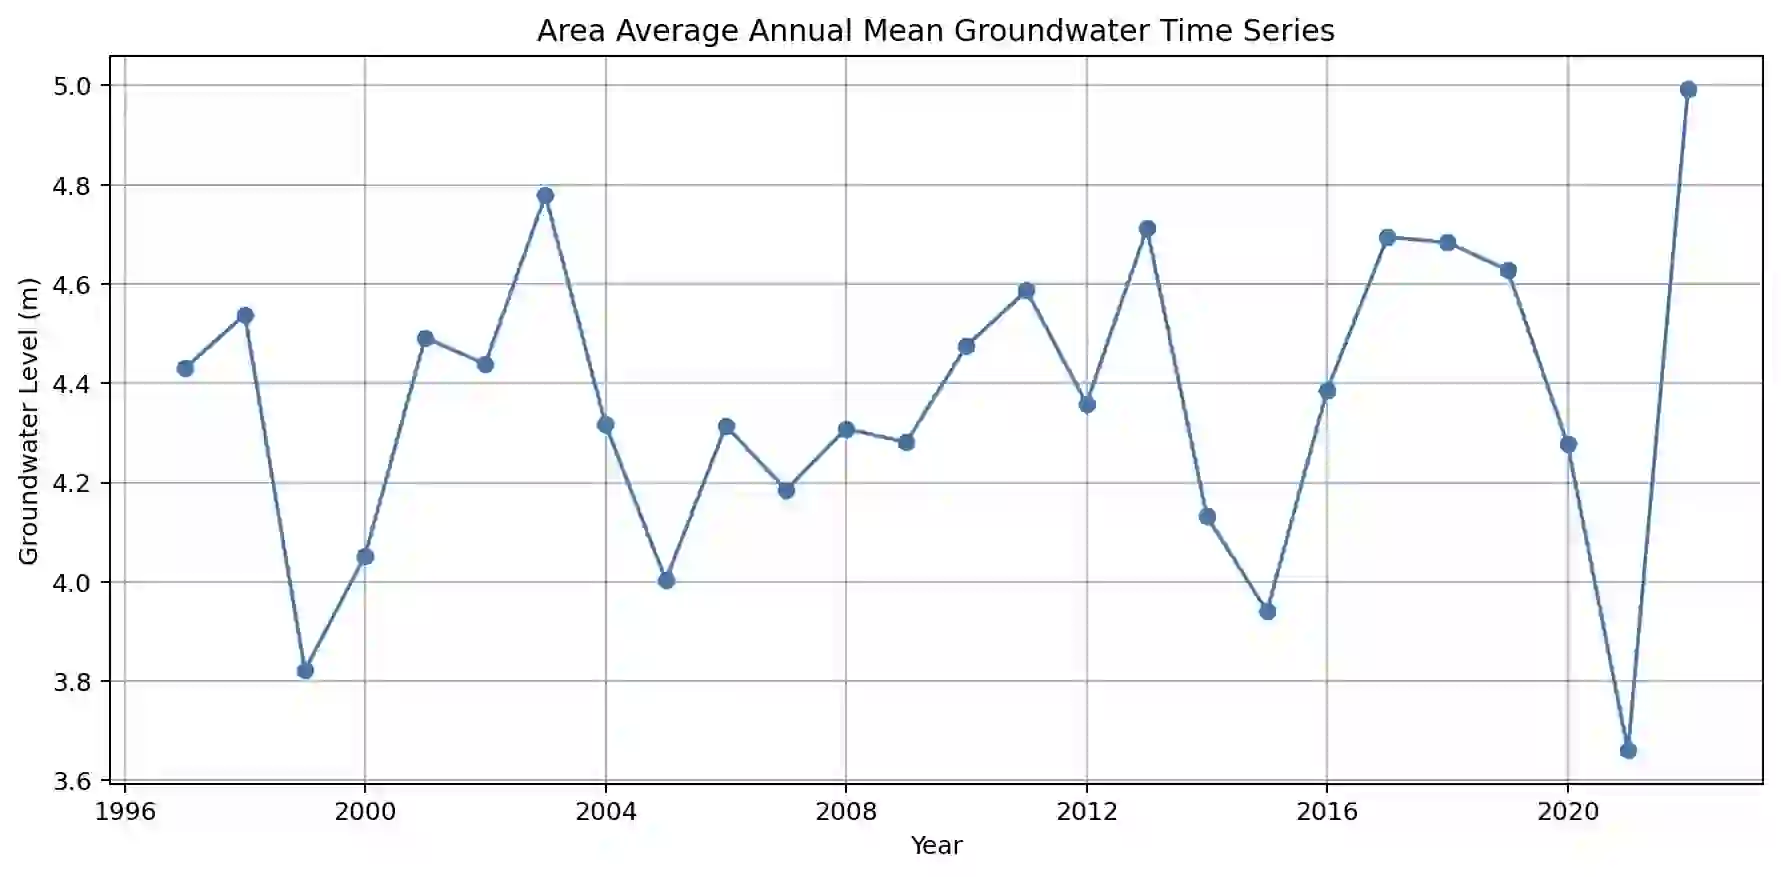 Area Average Annual Mean Groundwater Time Series
5.0
4.8
4.6
4.4
4.2
4.0
3.8
3.6
Groundwater Level (m)
1996 2000 2004 2008 2012 2016 2020
Year